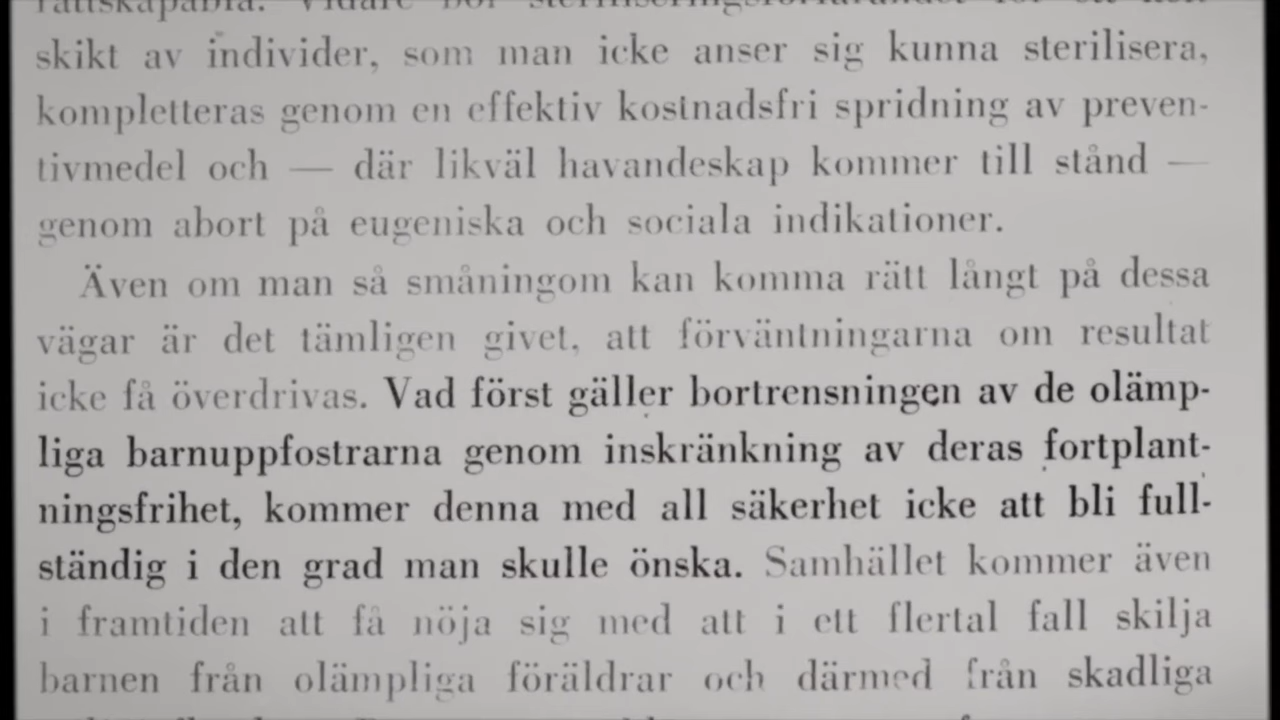 skikt av individer, som man icke anser sig kunna sterilisera,
kompletteras genom en effektiv kostnadsfri spridning av preven-
tivmedel och — där likväl havandeskap kommer till stånd —
genom abort på eugeniska och sociala indikationer.
Även om man så småningom kan komma rätt långt på dessa
vägar är det tämligen givet, att förväntningarna om resultat
icke få överdrivas. Vad först gäller bortrensningen av de olämp-
liga barnuppfostrarna genom inskränkning av deras fortplant-
ningsfrihet, kommer denna med all säkerhet icke att bli full-
ständig i den grad man skulle önska. Samhället kommer även
i framtiden att få nöja sig med att i ett flertal fall skilja
barnen från olämpliga föräldrar och därmed från skadliga